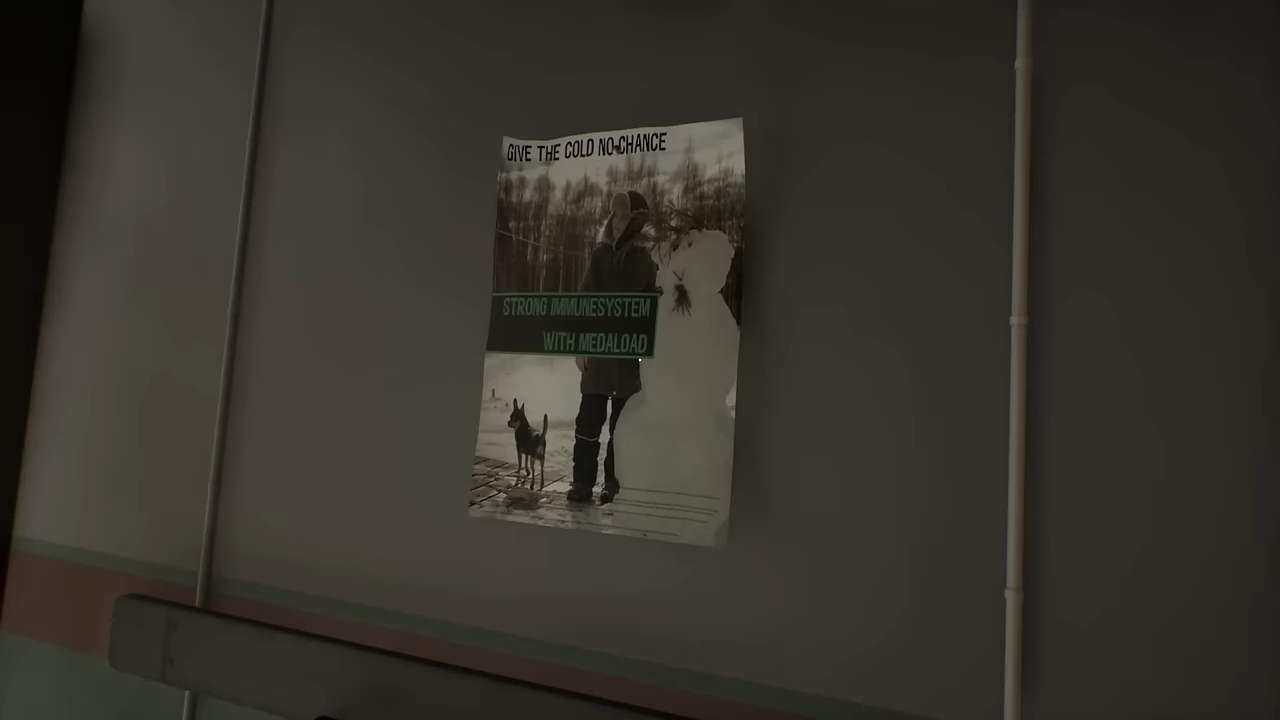 GIVE THE COLD NO CHANCE
STRONG IMMUNESYSTEM
WITH MEDALOAD